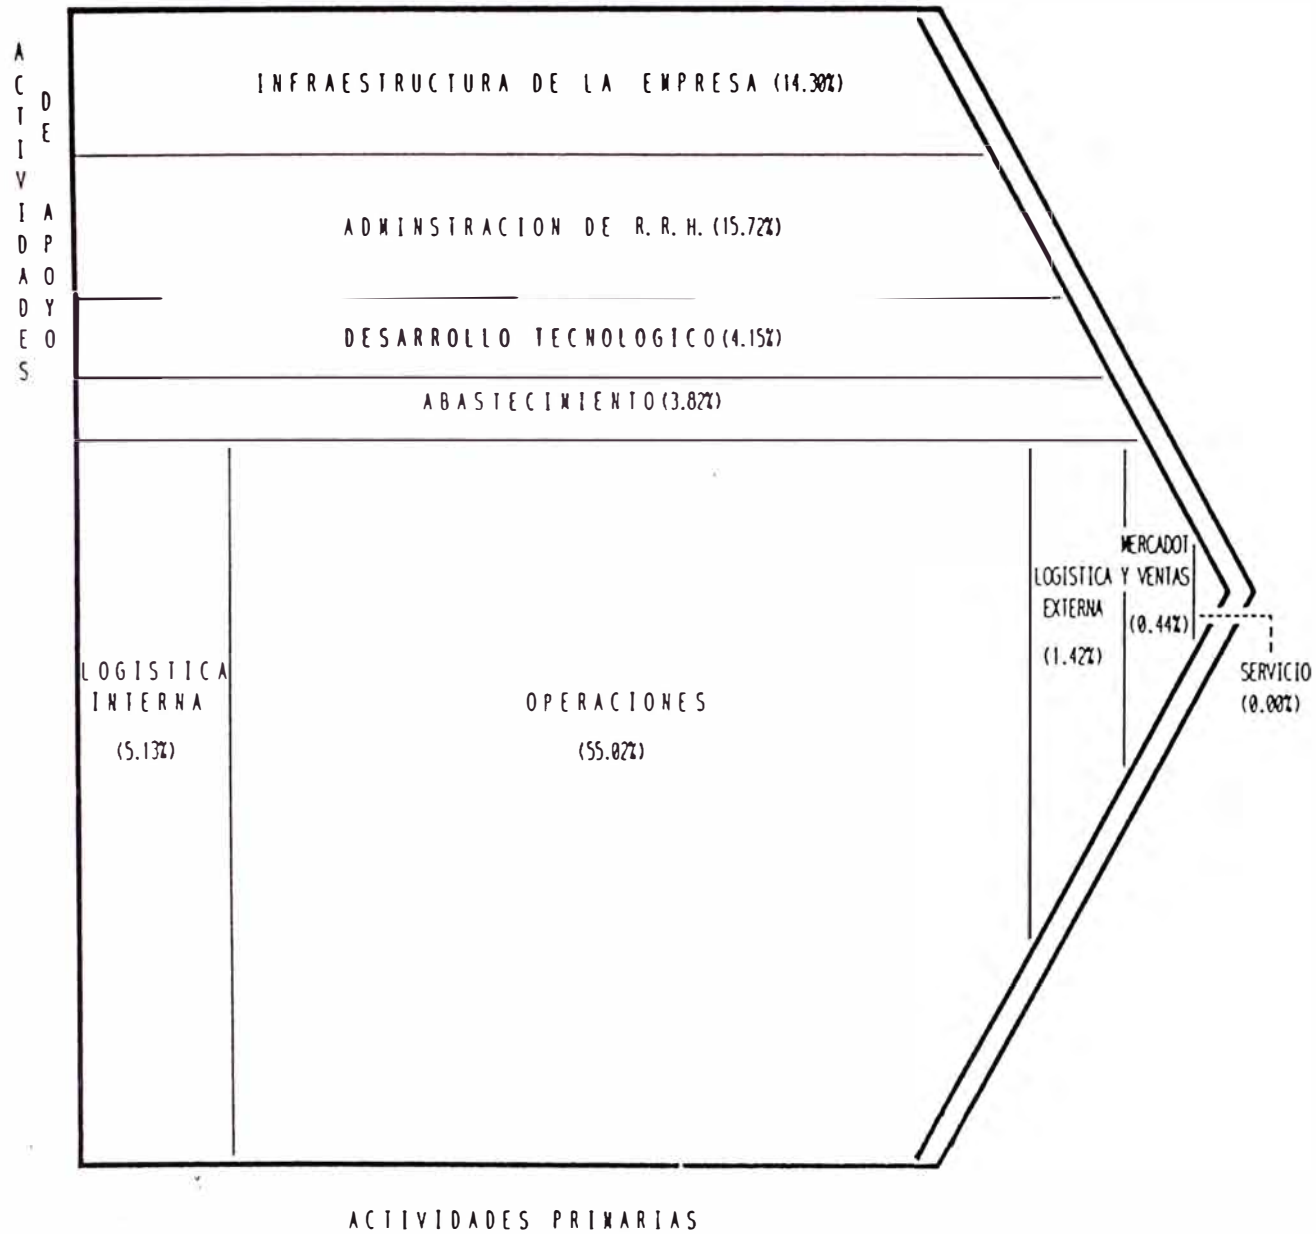 ACTIVIDADES
DE APOYO
INFRAESTRUCTURA DE LA EMPRESA (14.30%)
ADMINSTRACION DE R.R.H. (15.72%)
DESARROLLO TECNOLOGICO (4.15%)
ABASTECIMIENTO (3.82%)
LOGISTICA
INTERNA
(5.13%)
OPERACIONES
(55.02%)
LOGISTICA
EXTERNA
(1.42%)
MERCADOT
Y VENTAS
(0.44%)
SERVICIO
(0.00%)
ACTIVIDADES PRIMARIAS